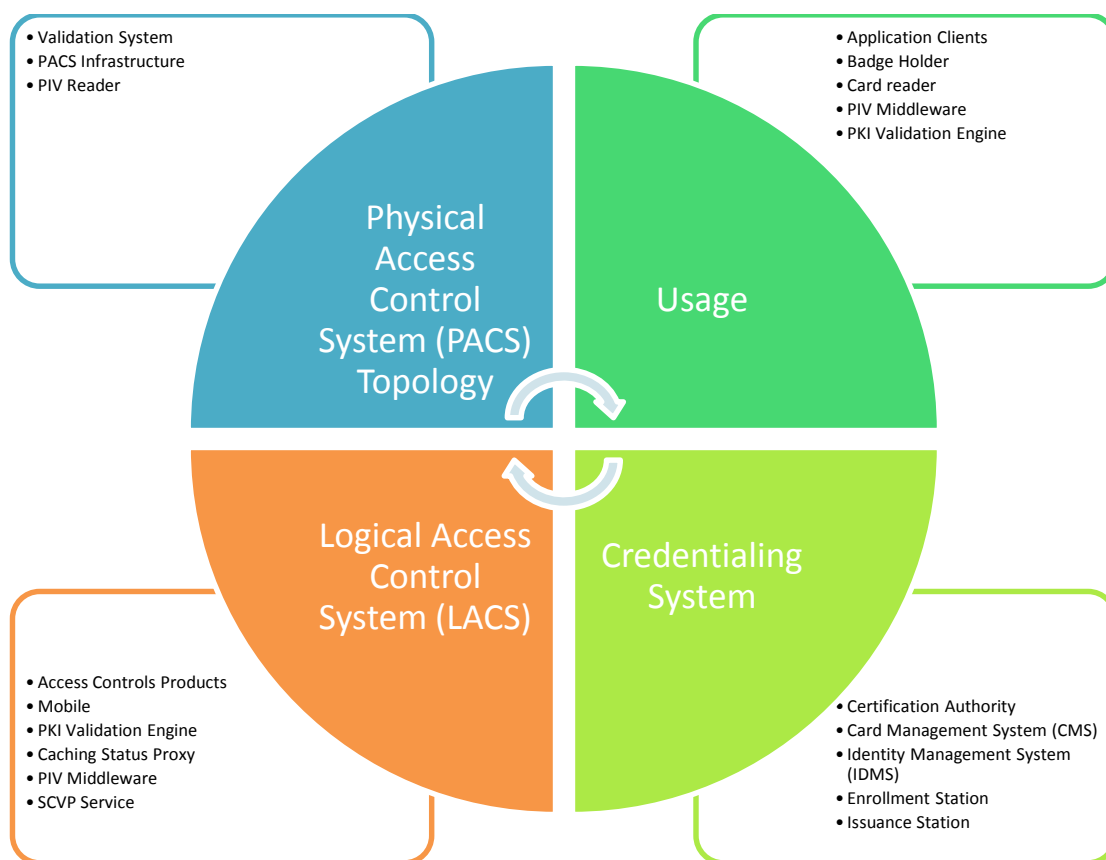 • Validation System
• PACS Infrastructure
• PIV Reader
• Application Clients
• Badge Holder
• Card reader
• PIV Middleware
• PKI Validation Engine
Physical
Access
Control
System (PACS)
Topology
Usage
Logical Access
Control
System (LACS)
Credentialing
System
• Access Controls Products
• Mobile
• PKI Validation Engine
• Caching Status Proxy
• PIV Middleware
• SCVP Service
• Certification Authority
• Card Management System (CMS)
• Identity Management System
(IDMS)
• Enrollment Station
• Issuance Station